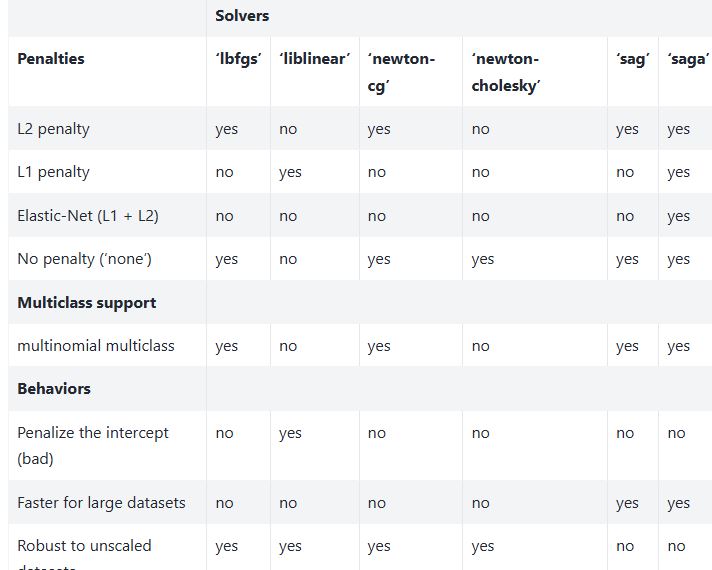 Solvers
Penalties ‘lbfgs’ ‘liblinear’ ‘newton-cg’ ‘newton-cholesky’ ‘sag’ ‘saga’
L2 penalty yes no yes no yes yes
L1 penalty no yes no no no yes
Elastic-Net (L1 + L2) no no no no no yes
No penalty (‘none’) yes no yes yes yes yes
Multiclass support
multinomial multiclass yes no yes no yes yes
Behaviors
Penalize the intercept (bad) no yes no no no no
Faster for large datasets no no no no yes yes
Robust to unscaled yes yes yes yes no no